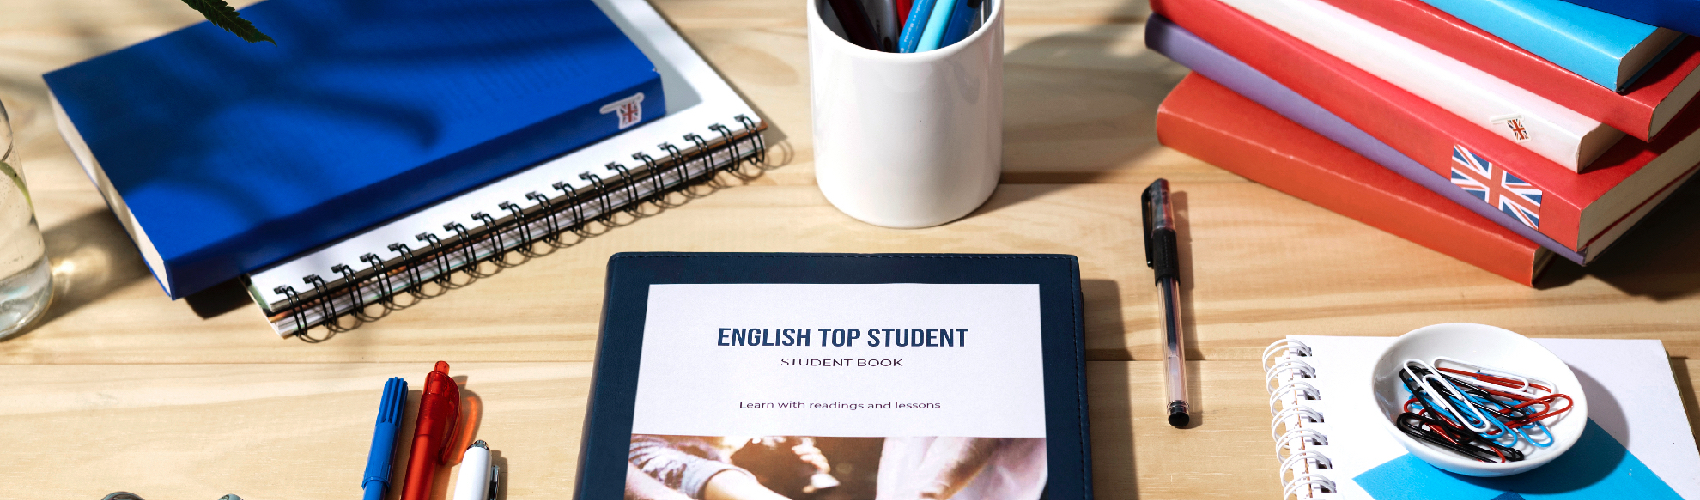 ENGLISH TOP STUDENT
STUDENT BOOK
Learn with readings and lessons